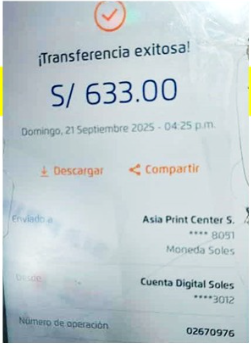 ¡Transferencia exitosa!
S/ 633.00
Domingo, 21 Septiembre 2025 - 04:25 p.m.
Descargar
Compartir
Enviado a
Asia Print Center S.
**** 8051
Moneda Soles
Desde
Cuenta Digital Soles
****3012
Número de operación
02670976